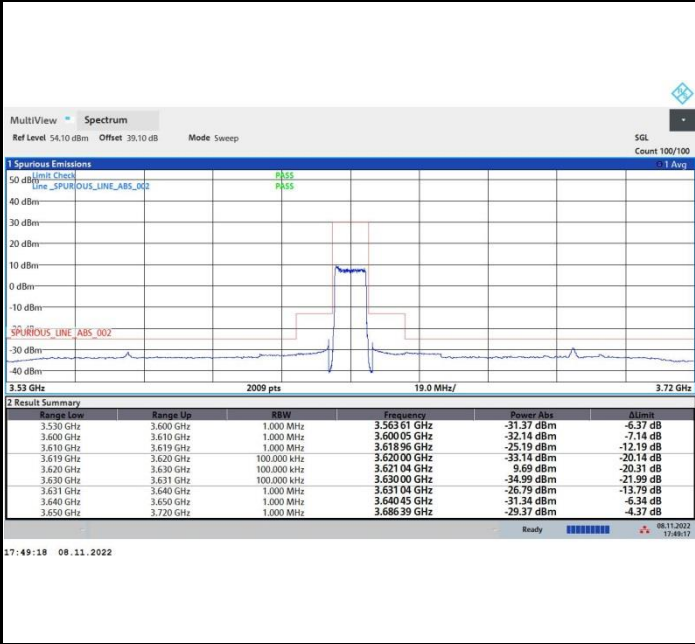 MultiView Spectrum
Ref Level 54.10 dBm Offset 39.10 dB Mode Sweep SGL
Count 100/100
1 Spurious Emissions 1 Avg
50 dBm Limit Check PASS
Line _SPURIOUS_LINE_ABS_002 PASS
40 dBm
30 dBm
20 dBm
10 dBm
0 dBm
-10 dBm
_SPURIOUS_LINE_ABS_002
-30 dBm
-40 dBm
3.53 GHz 2009 pts 19.0 MHz/ 3.72 GHz
2 Result Summary
Range Low Range Up RBW Frequency Power Abs ΔLimit
3.530 GHz 3.600 GHz 1.000 MHz 3.563 61 GHz -31.37 dBm -6.37 dB
3.600 GHz 3.610 GHz 1.000 MHz 3.600 05 GHz -32.14 dBm -7.14 dB
3.610 GHz 3.619 GHz 1.000 MHz 3.618 96 GHz -25.19 dBm -12.19 dB
3.619 GHz 3.620 GHz 100.000 kHz 3.620 00 GHz -33.14 dBm -20.14 dB
3.620 GHz 3.630 GHz 100.000 kHz 3.621 04 GHz 9.69 dBm -20.31 dB
3.630 GHz 3.631 GHz 100.000 kHz 3.630 00 GHz -34.99 dBm -21.99 dB
3.631 GHz 3.640 GHz 1.000 MHz 3.631 04 GHz -26.79 dBm -13.79 dB
3.640 GHz 3.650 GHz 1.000 MHz 3.640 45 GHz -31.34 dBm -6.34 dB
3.650 GHz 3.720 GHz 1.000 MHz 3.686 39 GHz -29.37 dBm -4.37 dB
Ready 08.11.2022
17:49:17
17:49:18 08.11.2022